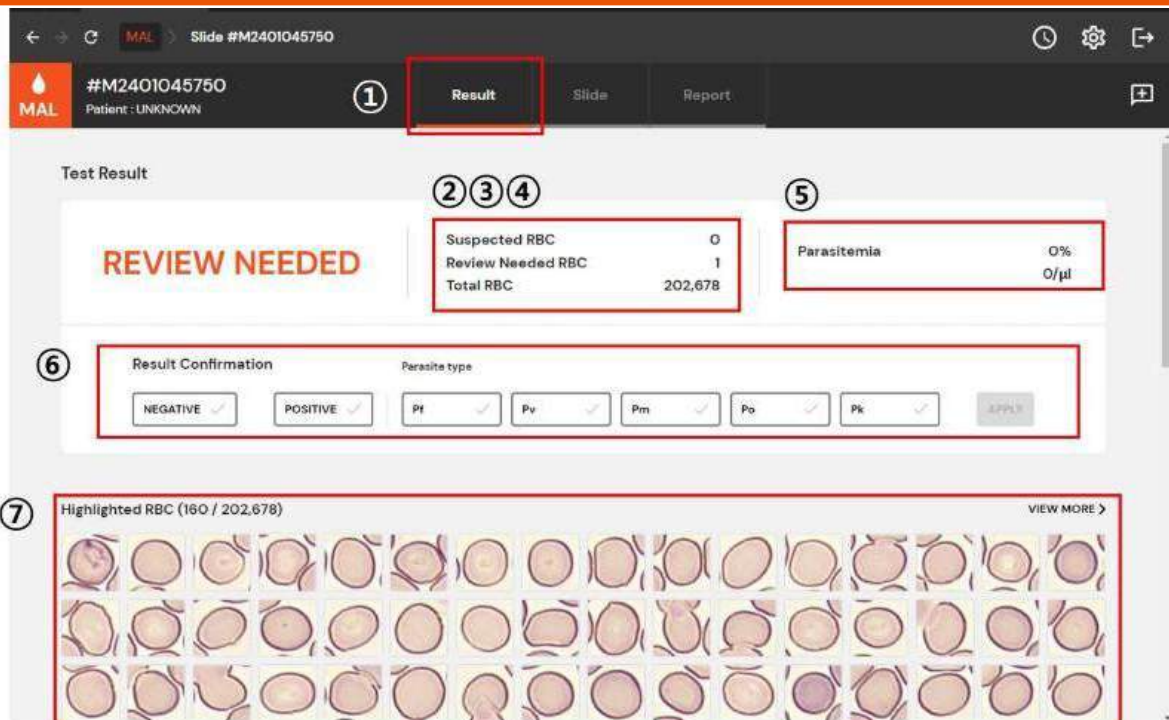 MAL > Slide #M2401045750
MAL
#M2401045750
Patient : UNKNOWN
① Result Slide Report
Test Result
②③④
⑤
REVIEW NEEDED
Suspected RBC 0
Review Needed RBC 1
Total RBC 202,678
Parasitemia 0%
0/µl
⑥
Result Confirmation Parasite type
NEGATIVE POSITIVE Pf Pv Pm Po Pk APPLY
⑦
Highlighted RBC (160 / 202,678) VIEW MORE >